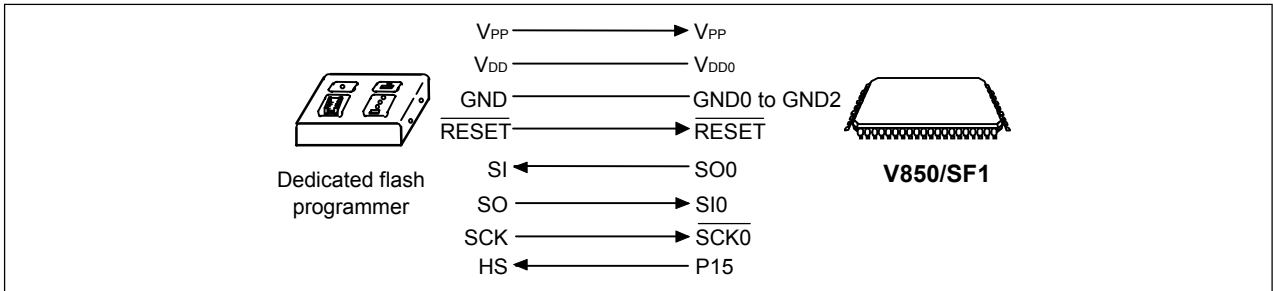 VPP VPP
VDD VDD0
GND GND0 to GND2
RESET RESET
SI SO0
SO SI0
SCK SCK0
HS P15
Dedicated flash
programmer
V850/SF1